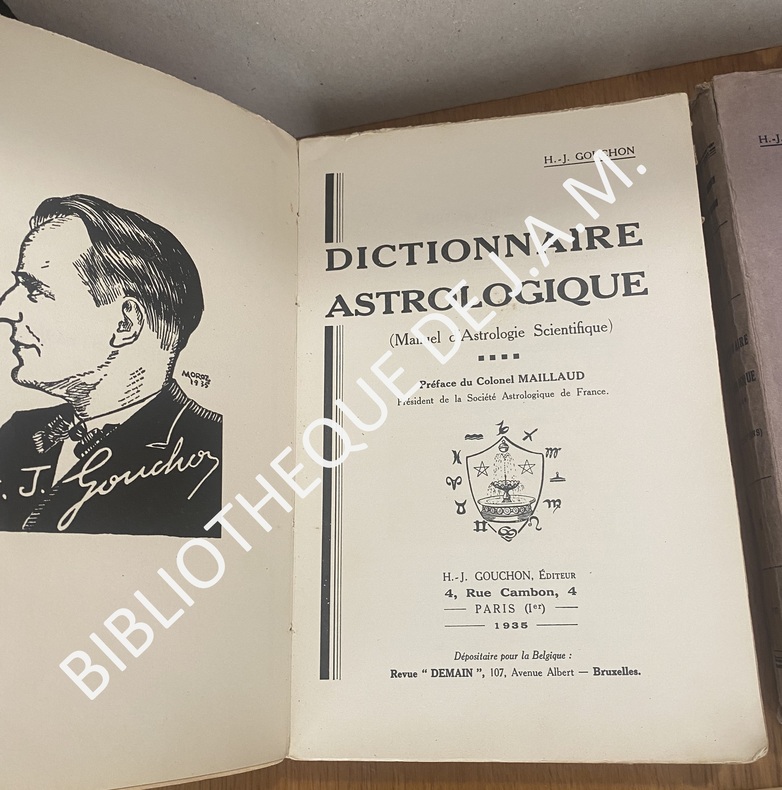 MORAZ
1935
. J. Gouchon
H.-J. GOUCHON
DICTIONNAIRE
ASTROLOGIQUE
(Manuel d'Astrologie Scientifique)
Préface du Colonel MAILLAUD
Président de la Société Astrologique de France.
H.-J. GOUCHON, ÉDITEUR
4, Rue Cambon, 4
PARIS (Ier)
1935
Dépositaire pour la Belgique :
Revue “ DEMAIN ”, 107, Avenue Albert — Bruxelles.
BIBLIOTHEQUE DE J.A.M.
H.-J.